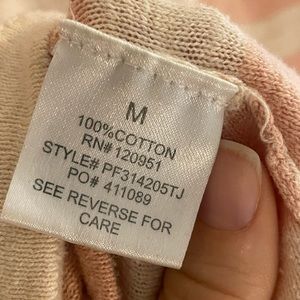 M
100%COTTON
RN# 120951
STYLE# PF314205TJ
PO# 411089
SEE REVERSE FOR
CARE